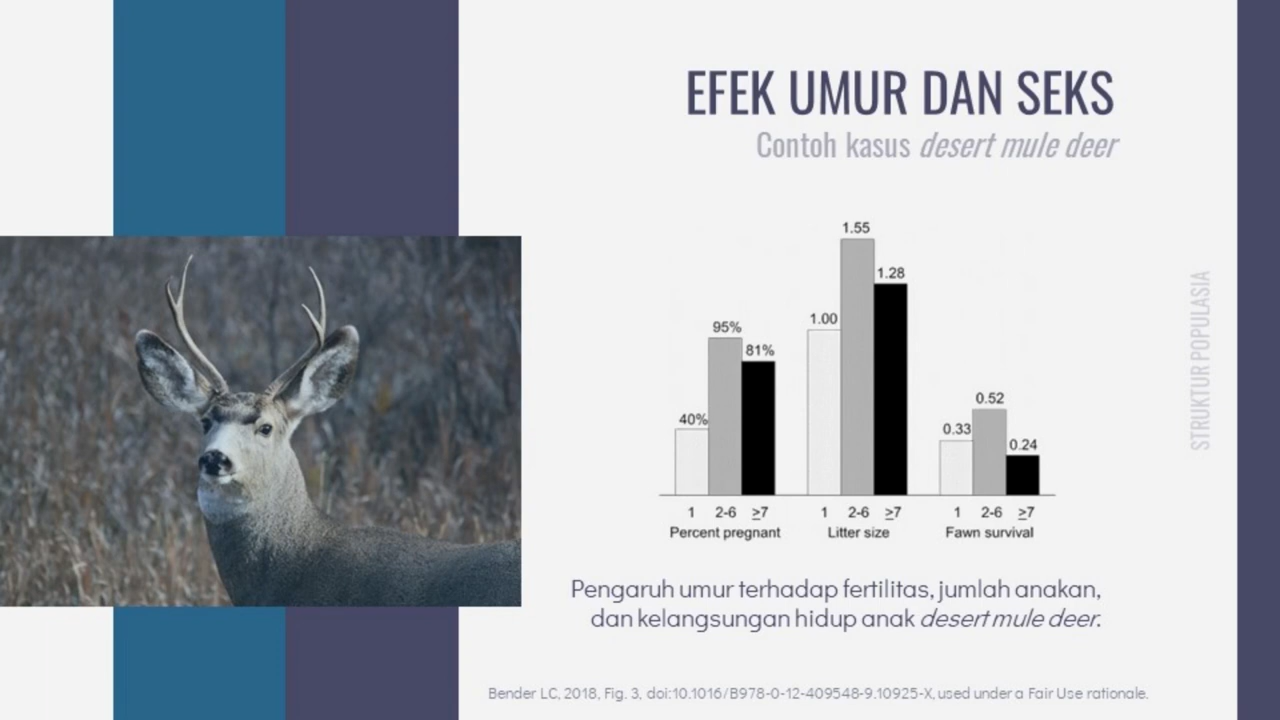 EFEK UMUR DAN SEKS
Contoh kasus desert mule deer
1.55
1.28
1.00
95%
81%
40%
0.52
0.33
0.24
1 2-6 ≥7 1 2-6 ≥7 1 2-6 ≥7
Percent pregnant Litter size Fawn survival
Pengaruh umur terhadap fertilitas, jumlah anakan,
dan kelangsungan hidup anak desert mule deer.
Bender LC, 2018, Fig. 3, doi:10.1016/B978-0-12-409548-9.10925-X, used under a Fair Use rationale.
STRUKTUR POPULASIA